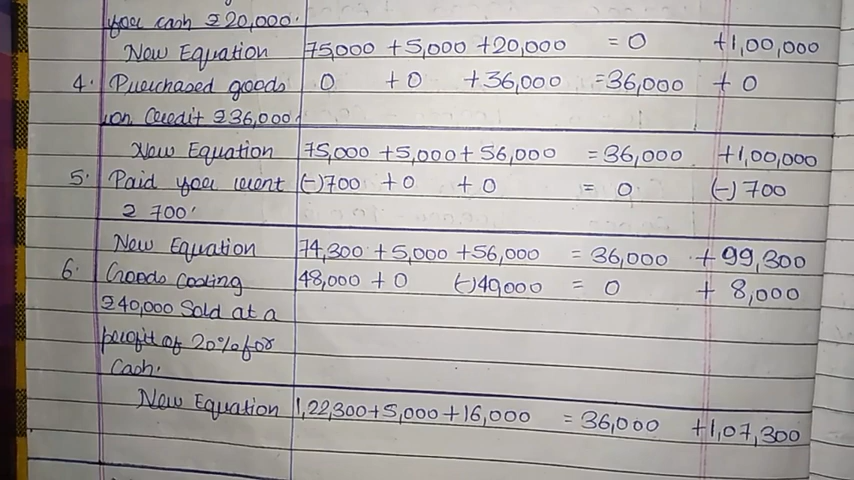 for cash ₹20,000.
New Equation 75,000 +5,000 +20,000 = 0 +1,00,000
4. Purchased goods 0 +0 +36,000 =36,000 + 0
on Credit ₹36,000.
New Equation 75,000 +5,000+ 56,000 = 36,000 +1,00,000
5. Paid for rent (-)700 +0 +0 = 0 (-) 700
₹ 700.
New Equation 74,300 +5,000 +56,000 = 36,000 + 99,300
6. Goods costing 48,000 + 0 (-)40,000 = 0 + 8,000
₹40,000 Sold at a
profit of 20% for
Cash.
New Equation 1,22,300+5,000+16,000 = 36,000 +1,07,300